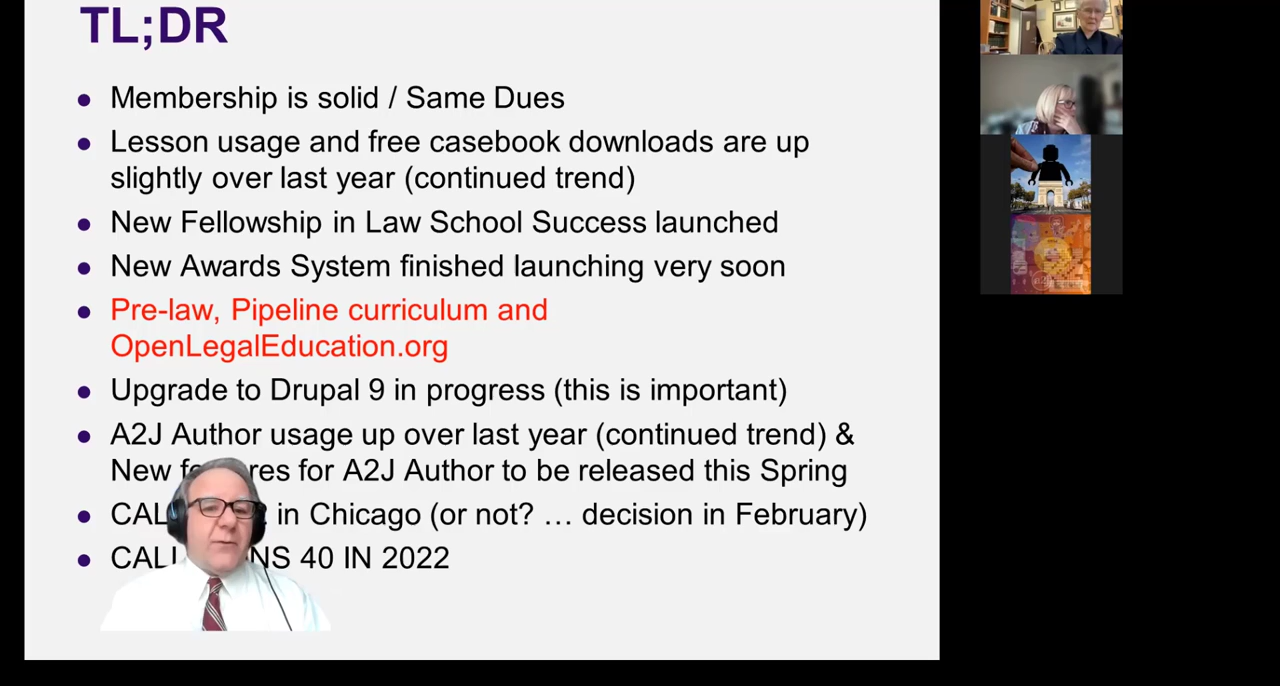 TL;DR
Membership is solid / Same Dues
Lesson usage and free casebook downloads are up
slightly over last year (continued trend)
New Fellowship in Law School Success launched
New Awards System finished launching very soon
Pre-law, Pipeline curriculum and
OpenLegalEducation.org
Upgrade to Drupal 9 in progress (this is important)
A2J Author usage up over last year (continued trend) &
New for A2J Author to be released this Spring
in Chicago (or not? … decision in February)
40 IN 2022